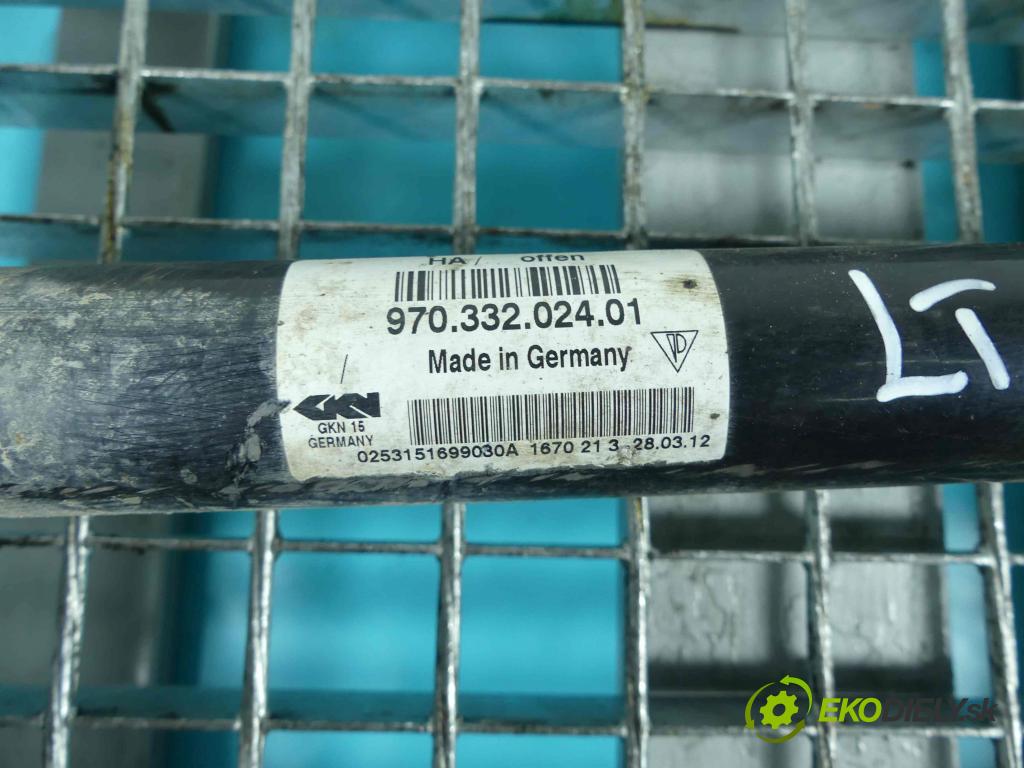 HA/ offen
970.332.024.01
Made in Germany
/
GKN
GKN 15
GERMANY
0253151699030A 1670 21 3 28.03.12
LT
EKODIELY.sk